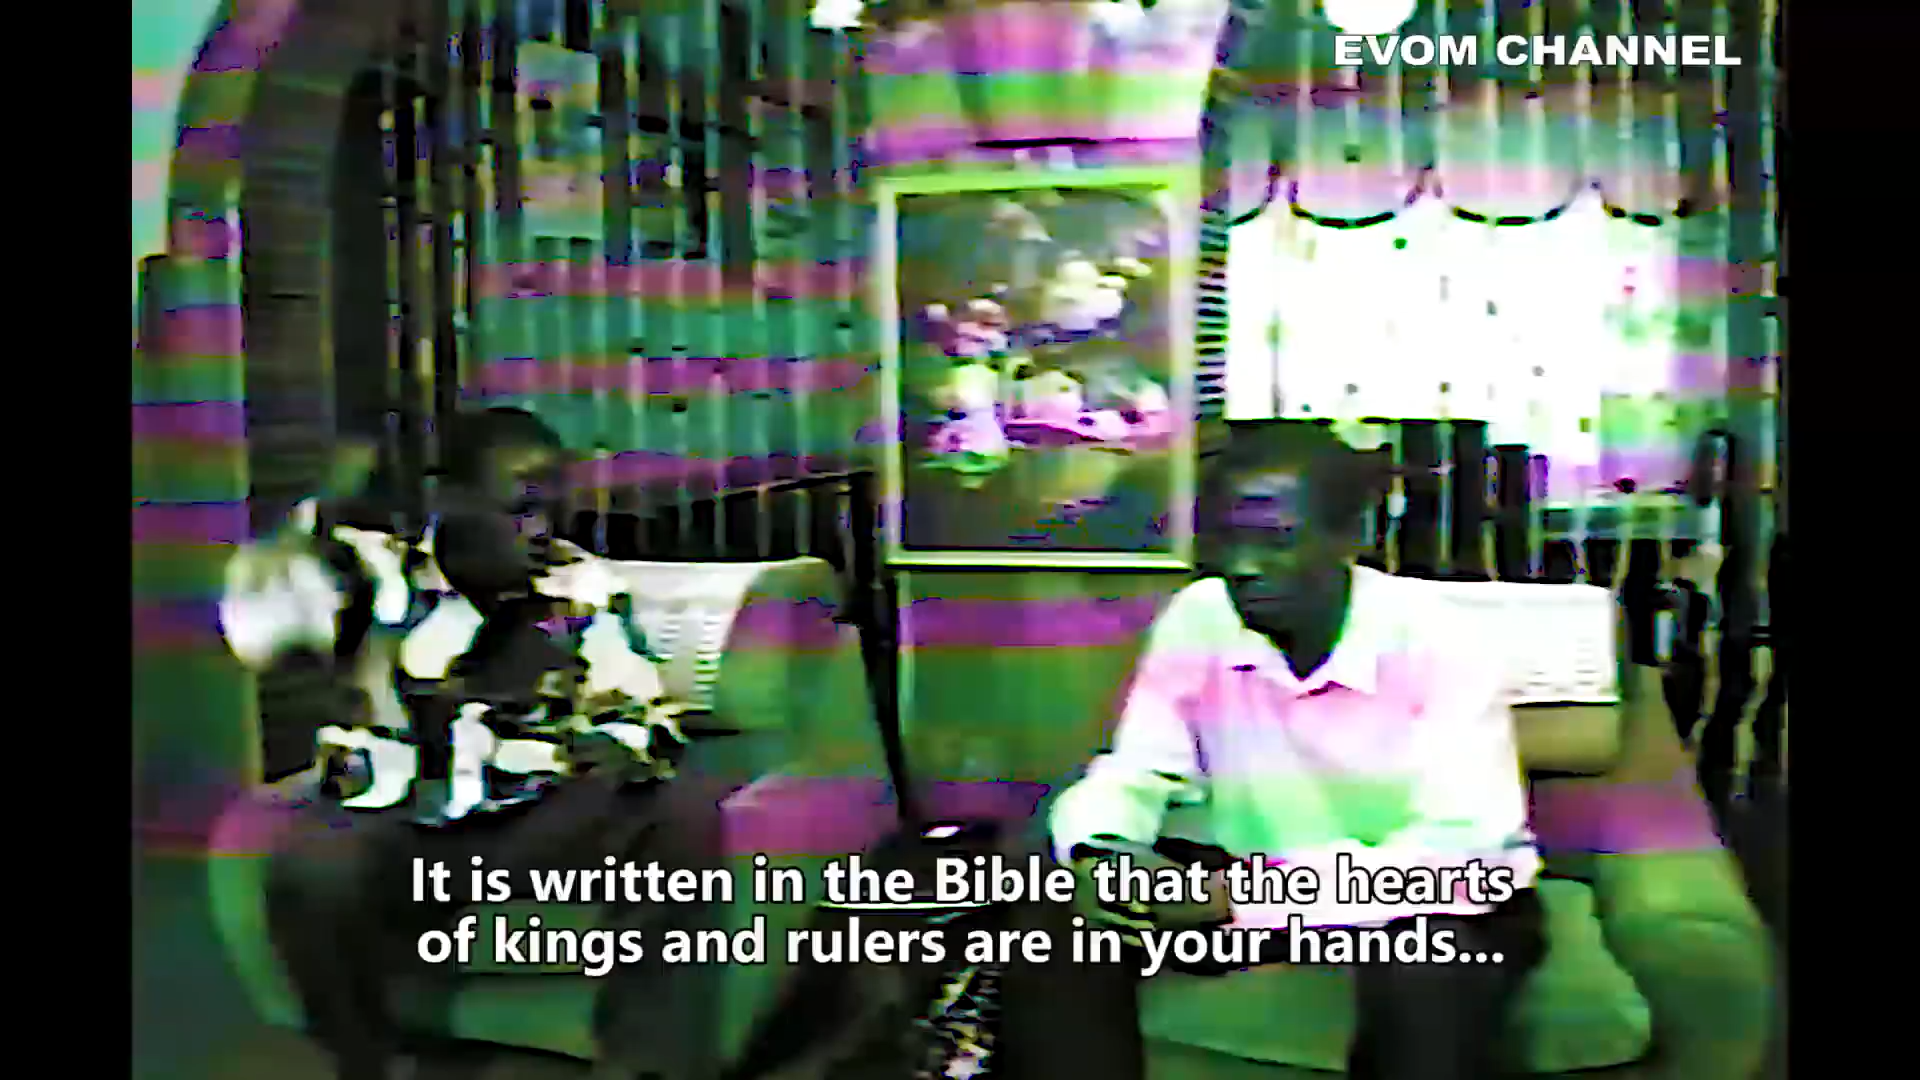 EVOM CHANNEL
It is written in the Bible that the hearts
of kings and rulers are in your hands...